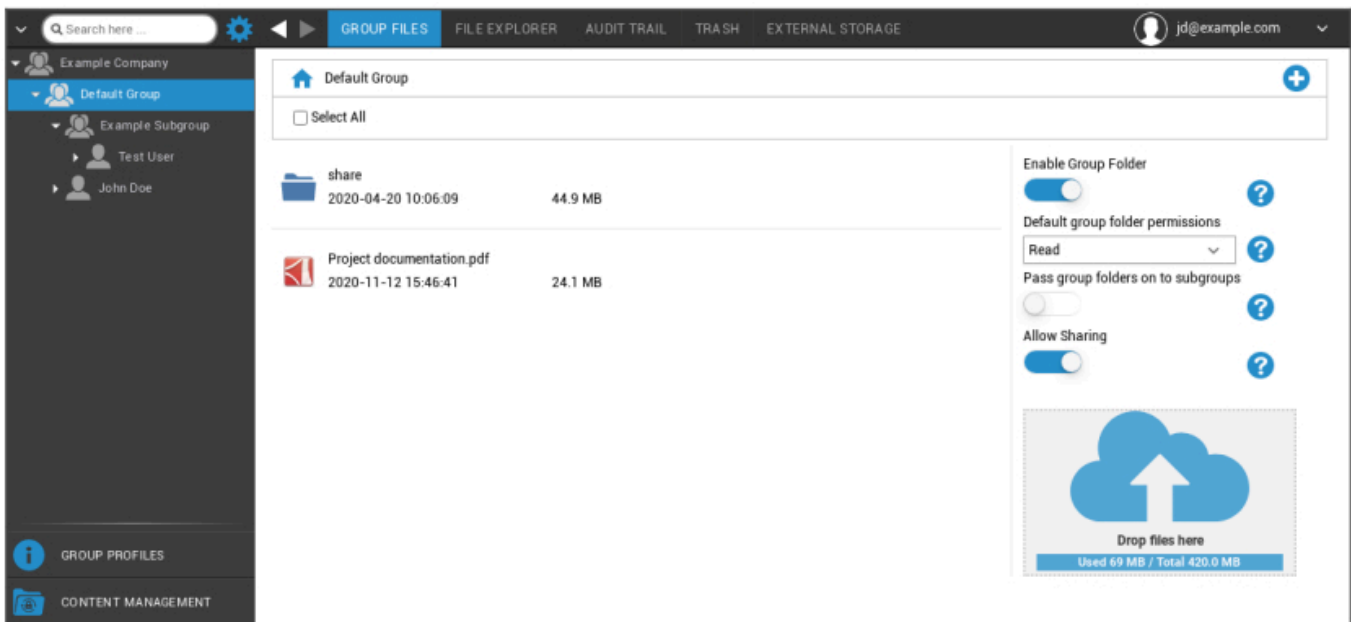 Search here ...
GROUP FILES FILE EXPLORER AUDIT TRAIL TRASH EXTERNAL STORAGE
jd@example.com
Example Company
Default Group
Example Subgroup
Test User
John Doe
GROUP PROFILES
CONTENT MANAGEMENT
Default Group
Select All
share
2020-04-20 10:06:09 44.9 MB
Project documentation.pdf
2020-11-12 15:46:41 24.1 MB
Enable Group Folder
?
Default group folder permissions
Read
?
Pass group folders on to subgroups
?
Allow Sharing
?
Drop files here
Used 69 MB / Total 420.0 MB